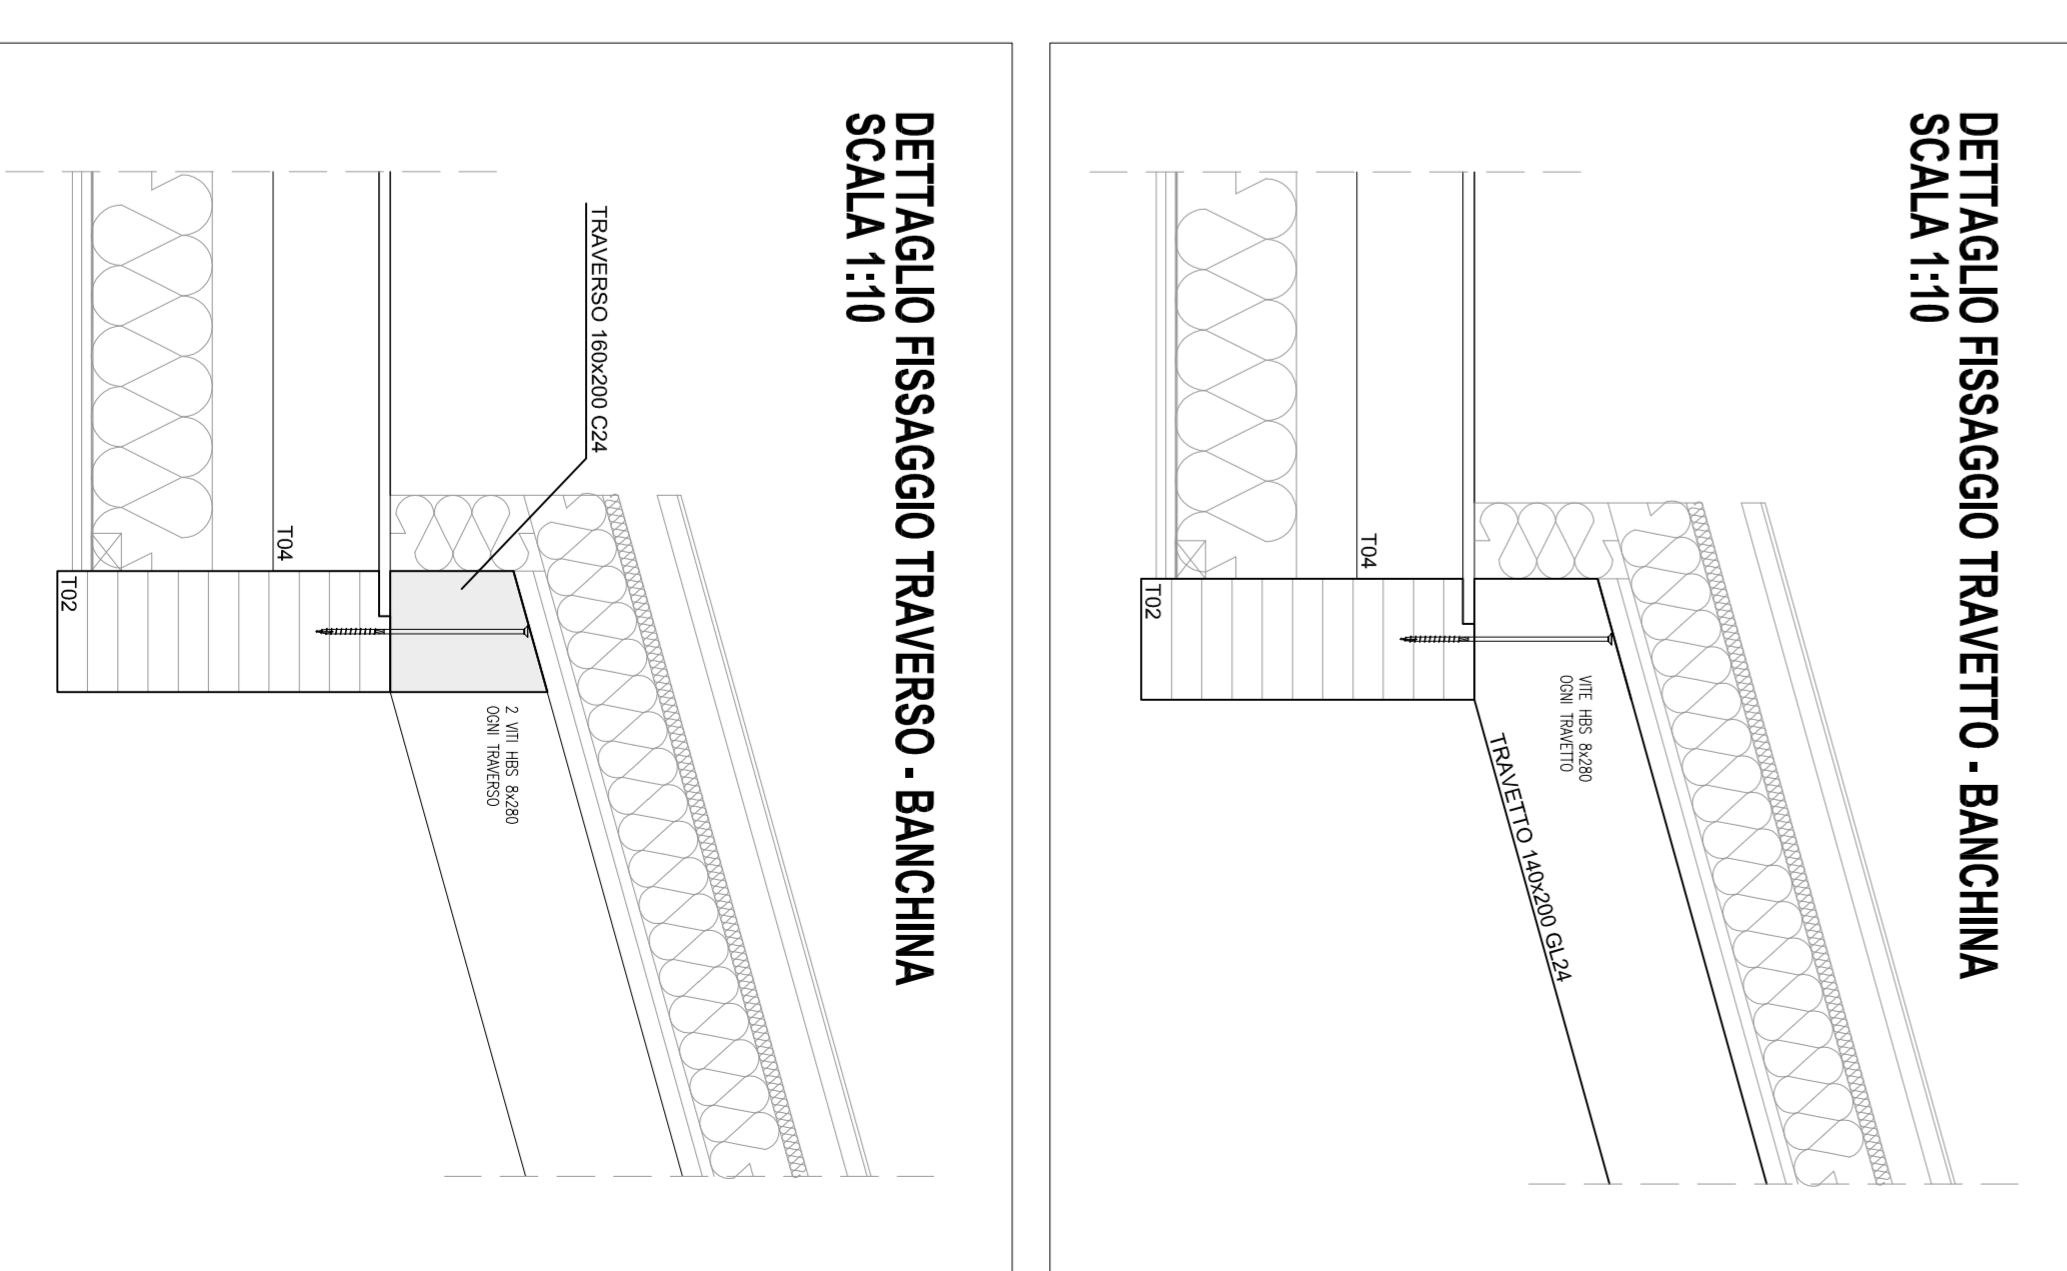 DETTAGLIO FISSAGGIO TRAVETTO - BANCHINA
SCALA 1:10
VITE HBS 8x280
OGNI TRAVETTO
TRAVETTO 140x200 GL24
T04
T02
DETTAGLIO FISSAGGIO TRAVERSO - BANCHINA
SCALA 1:10
TRAVERSO 160x200 C24
2 VITI HBS 8x280
OGNI TRAVERSO
T04
T02